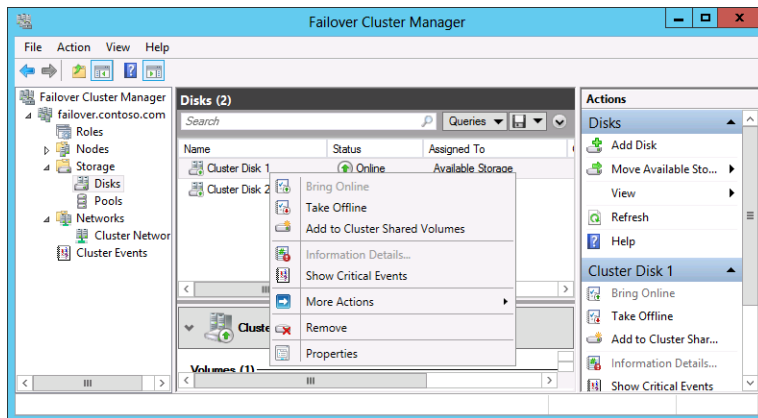 Failover Cluster Manager
File Action View Help
Failover Cluster Manager
failover.contoso.com
Roles
Nodes
Storage
Disks
Pools
Networks
Cluster Networ
Cluster Events
Disks (2)
Search
Queries
Name Status Assigned To
Cluster Disk 1 Online Available Storage
Cluster Disk 2
Bring Online
Take Offline
Add to Cluster Shared Volumes
Information Details...
Show Critical Events
More Actions
Remove
Properties
Cluste
Volumes (1)
Actions
Disks
Add Disk
Move Available Sto...
View
Refresh
Help
Cluster Disk 1
Bring Online
Take Offline
Add to Cluster Shar...
Information Details...
Show Critical Events